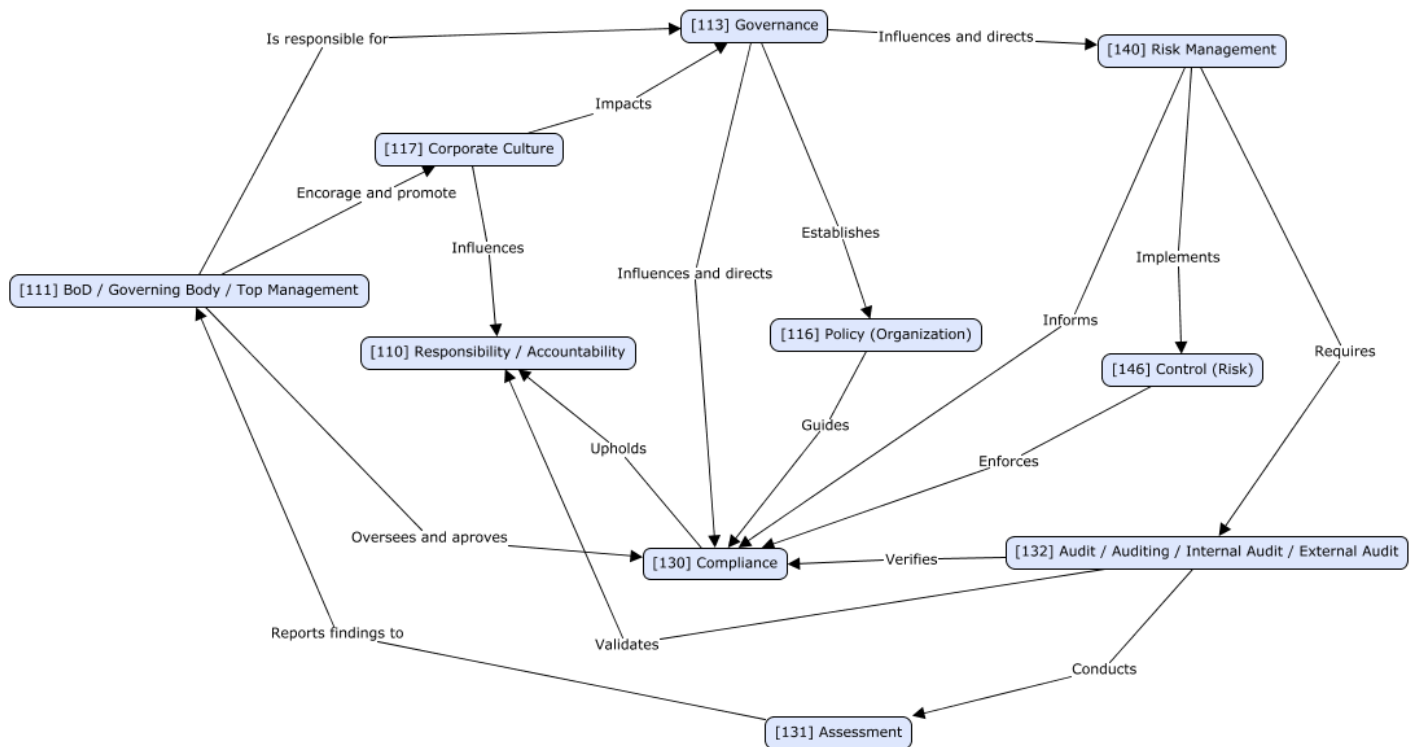 [113] Governance
Is responsible for
Influences and directs
[140] Risk Management
Impacts
[117] Corporate Culture
Encorage and promote
Establishes
Influences
Implements
Influences and directs
[111] BoD / Governing Body / Top Management
Informs
[116] Policy (Organization)
[110] Responsibility / Accountability
Requires
[146] Control (Risk)
Guides
Upholds
Enforces
Oversees and aproves
[132] Audit / Auditing / Internal Audit / External Audit
[130] Compliance
Verifies
Reports findings to
Validates
Conducts
[131] Assessment